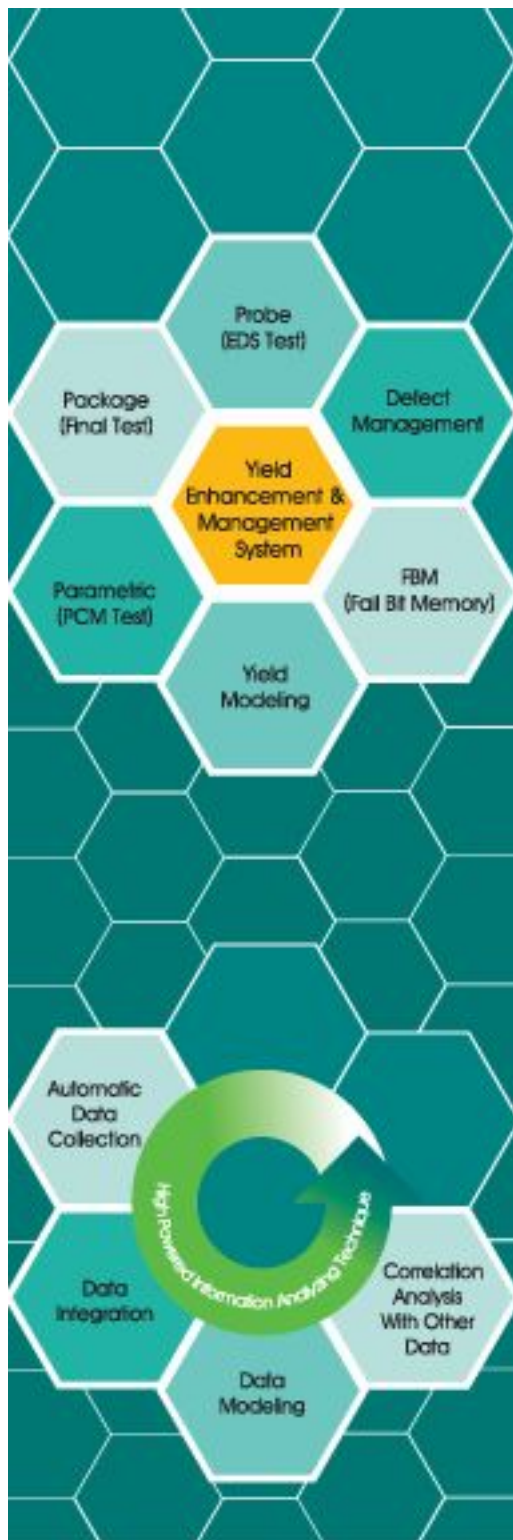 Probe
(EDS Test)
Package
(Final Test)
Defect
Management
Yield
Enhancement &
Management
System
Parametric
(PCM Test)
FBM
(Fail Bit Memory)
Yield
Modeling
Automatic
Data
Collection
High Powered Information Analyzing Technique
Data
Integration
Correlation
Analysis
With Other
Data
Data
Modeling